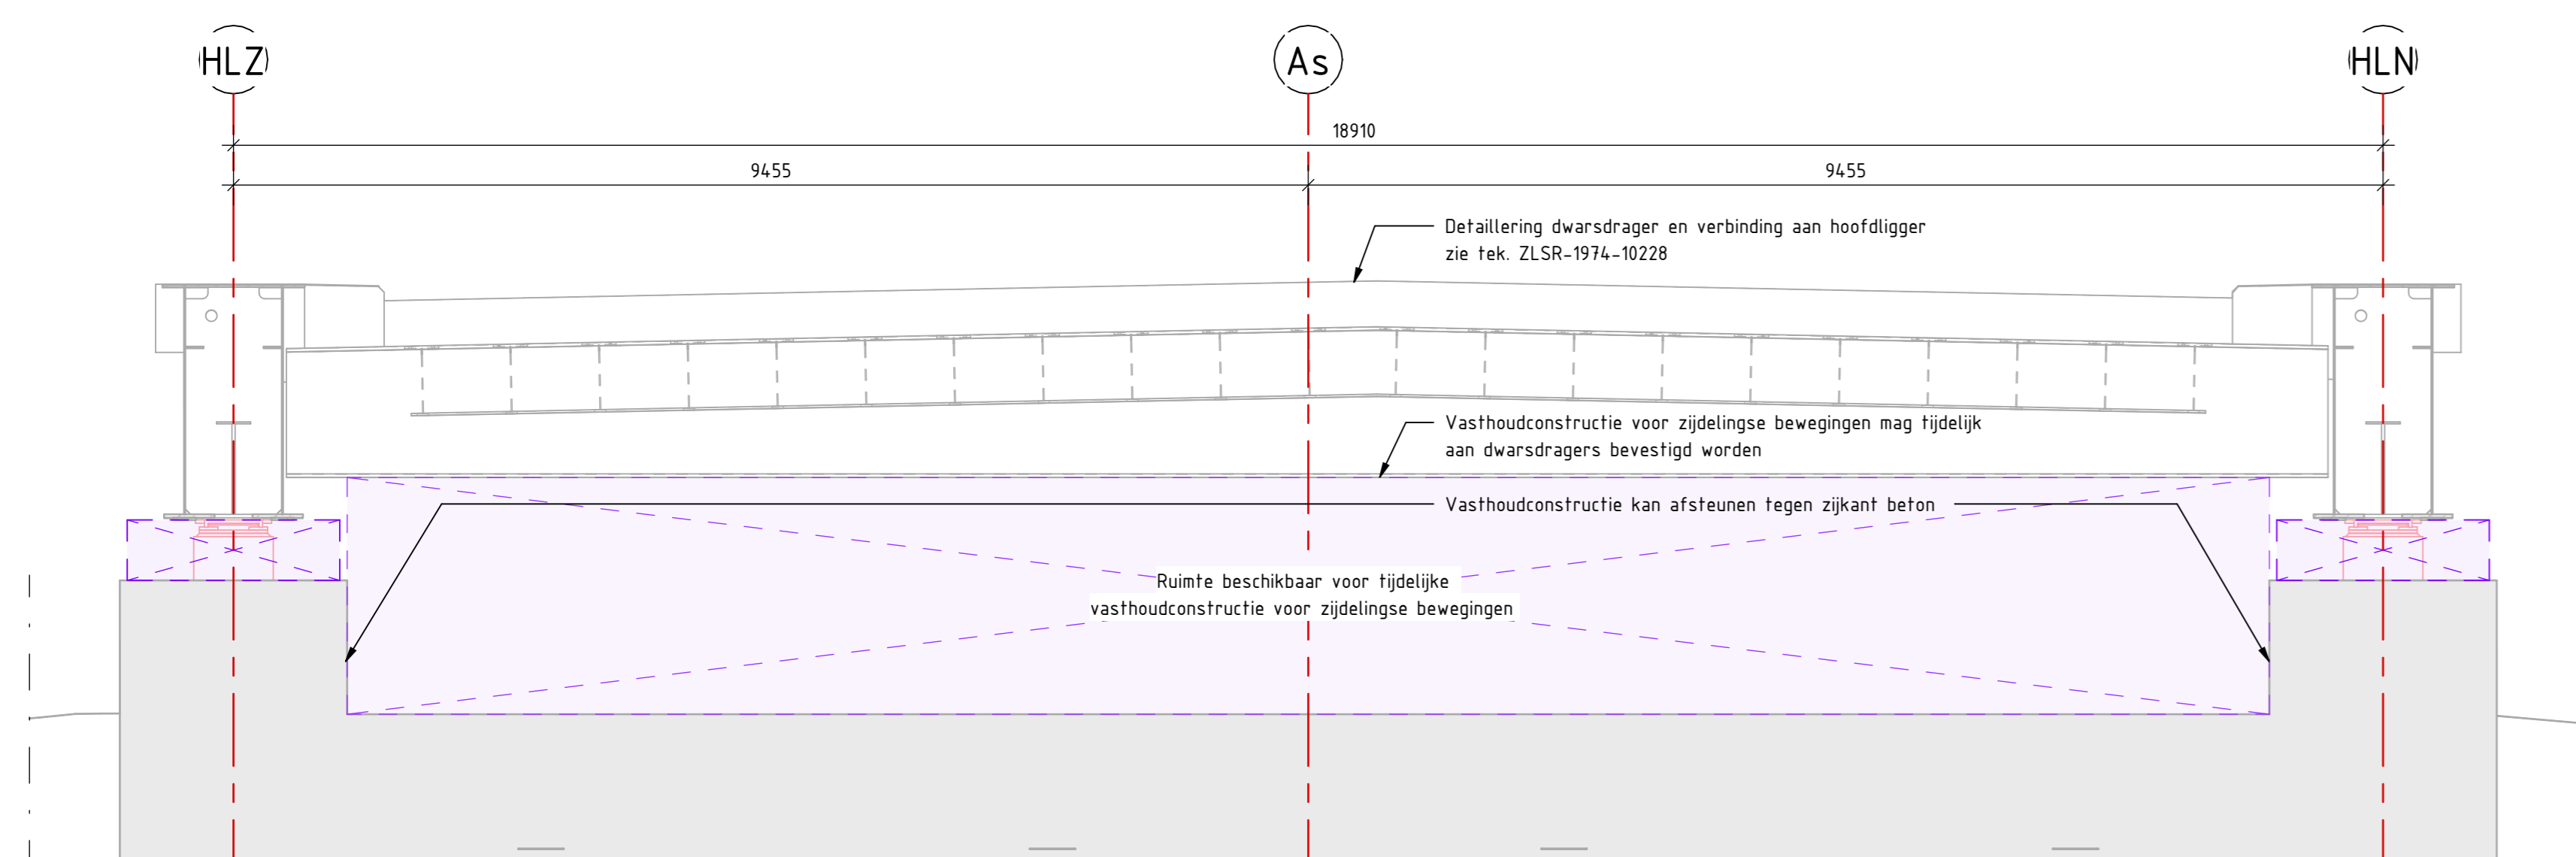 HLZ
As
HLN
18910
9455
9455
Detaillering dwarsdrager en verbinding aan hoofdligger
zie tek. ZLSR-1974-10228
Vasthoudconstructie voor zijdelingse bewegingen mag tijdelijk
aan dwarsdragers bevestigd worden
Vasthoudconstructie kan afsteunen tegen zijkant beton
Ruimte beschikbaar voor tijdelijke
vasthoudconstructie voor zijdelingse bewegingen